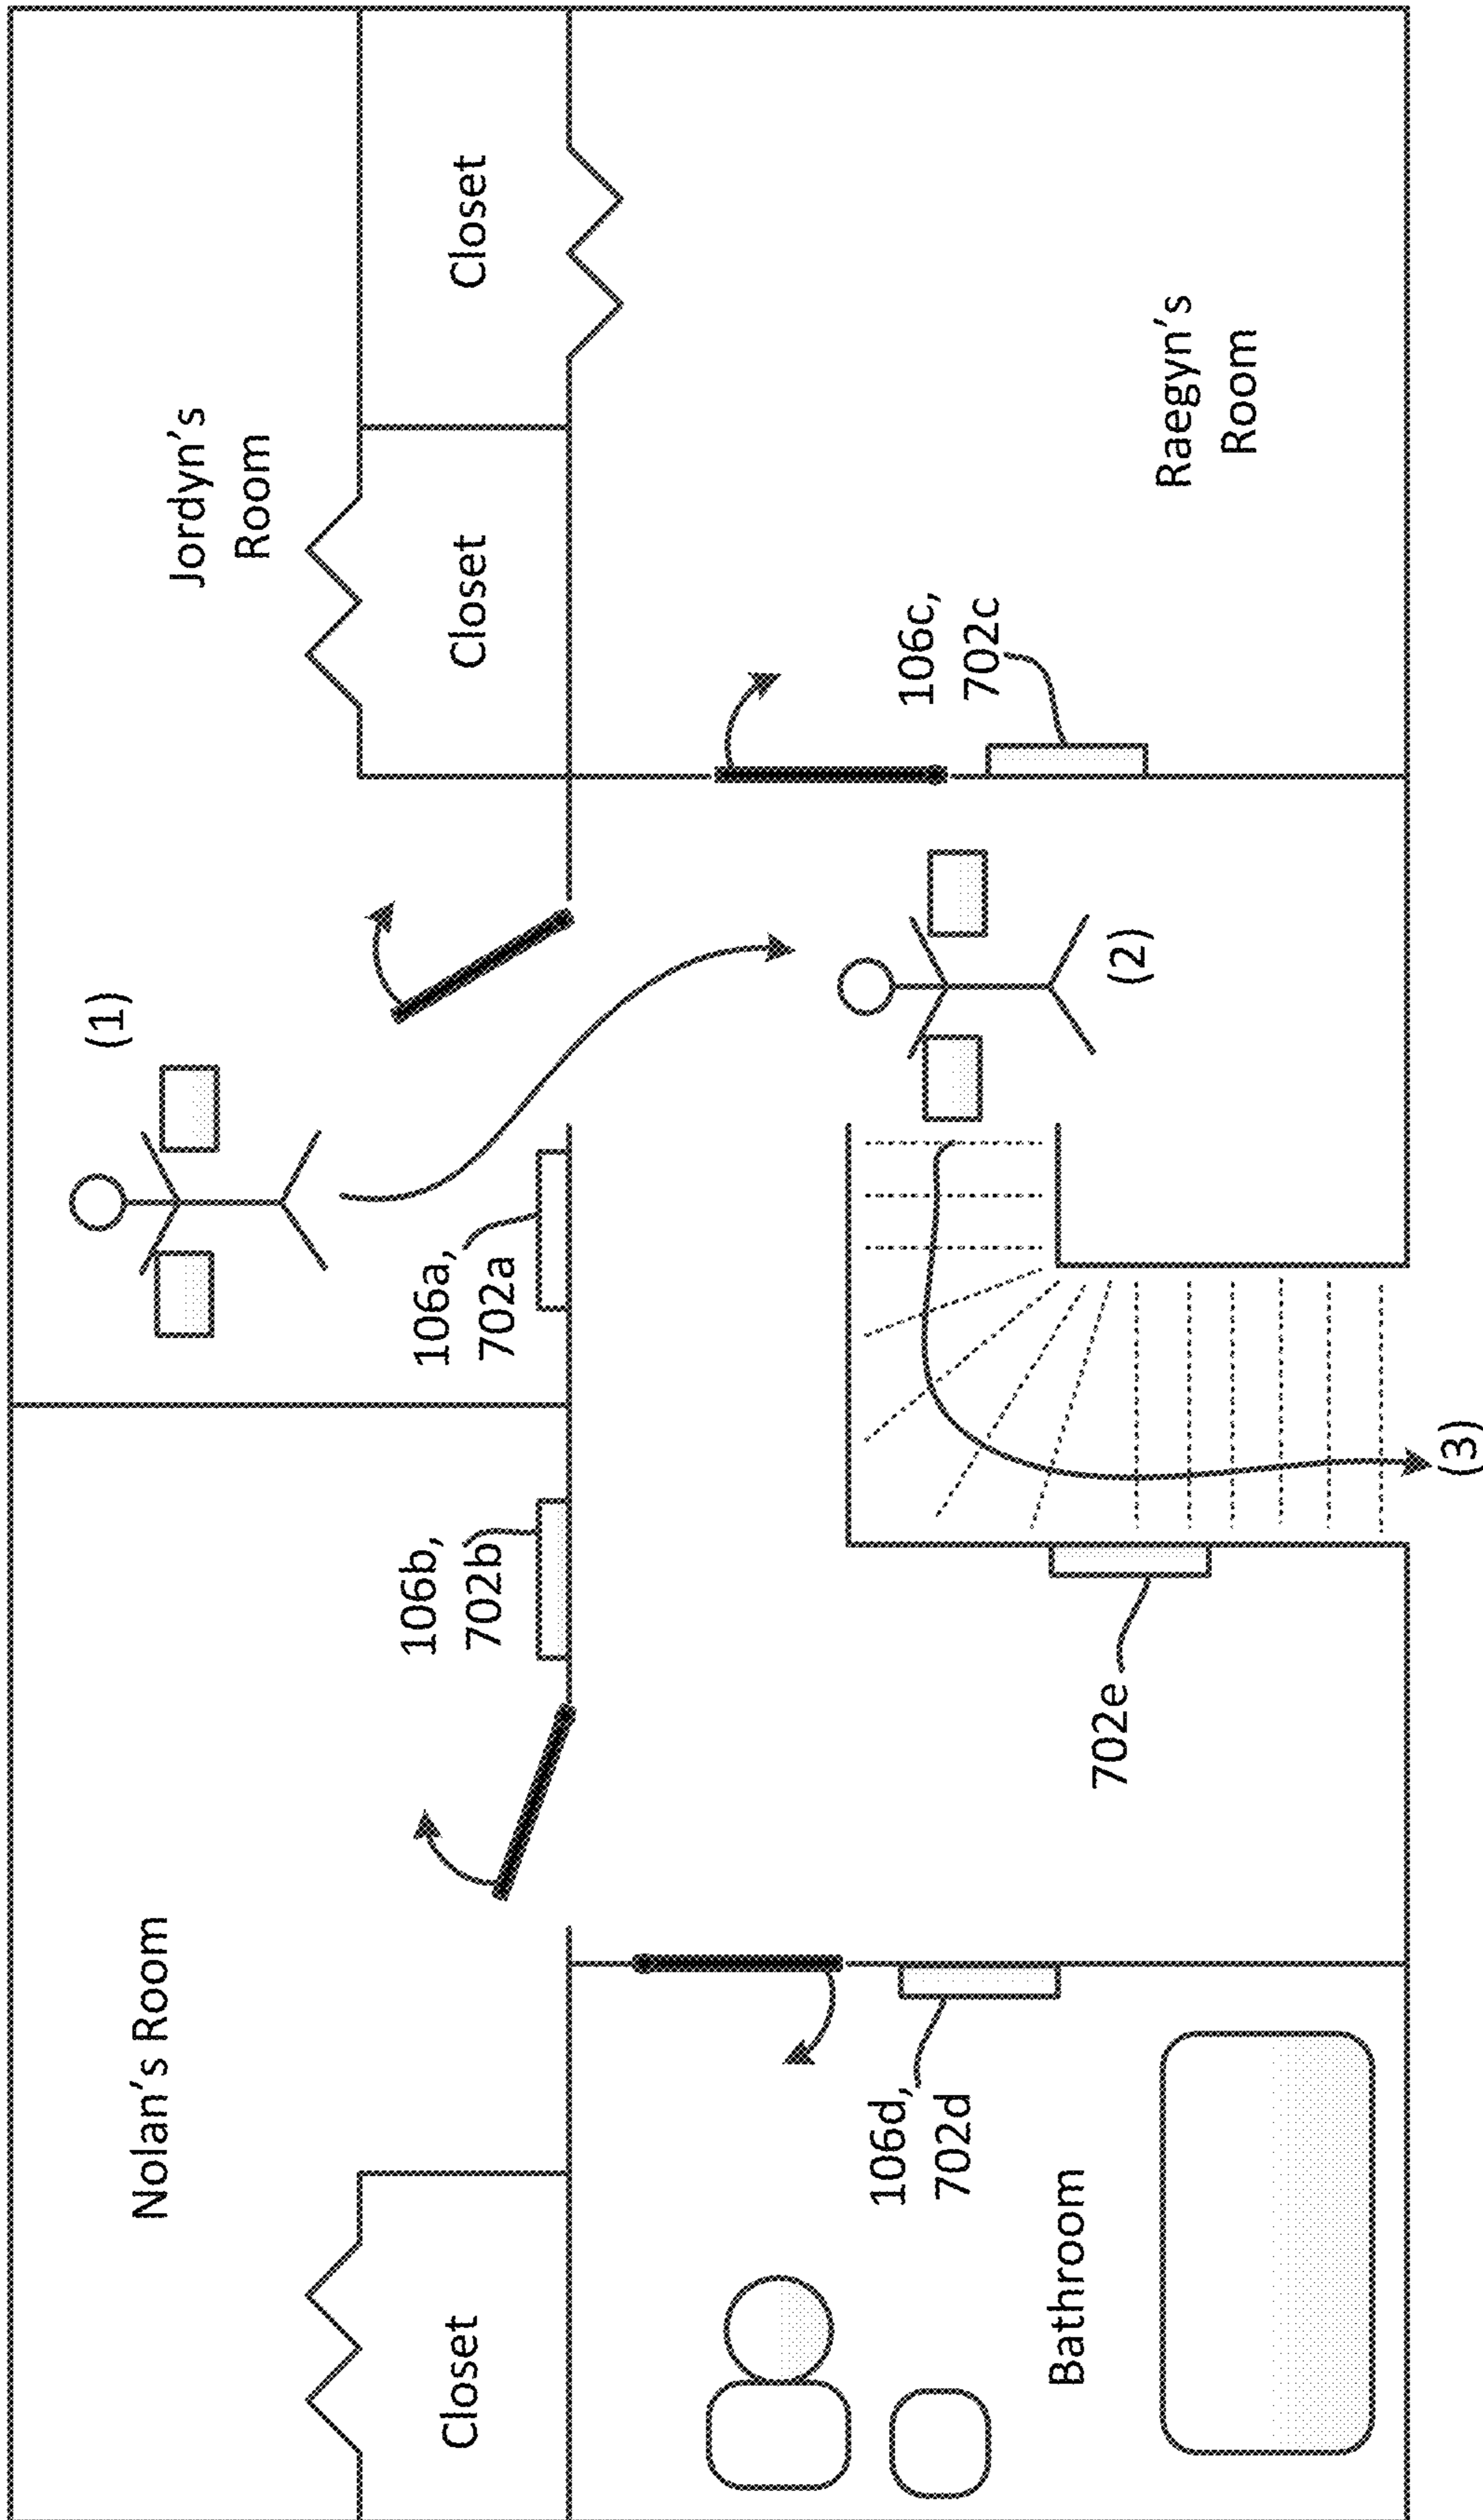 Nolan's Room
Jordyn's
Room
(1)
Closet
106b,
702b
106a,
702a
Closet
Closet
106d,
702d
Bathroom
702e
(2)
106c,
702c
Raegyn's
Room
(3)